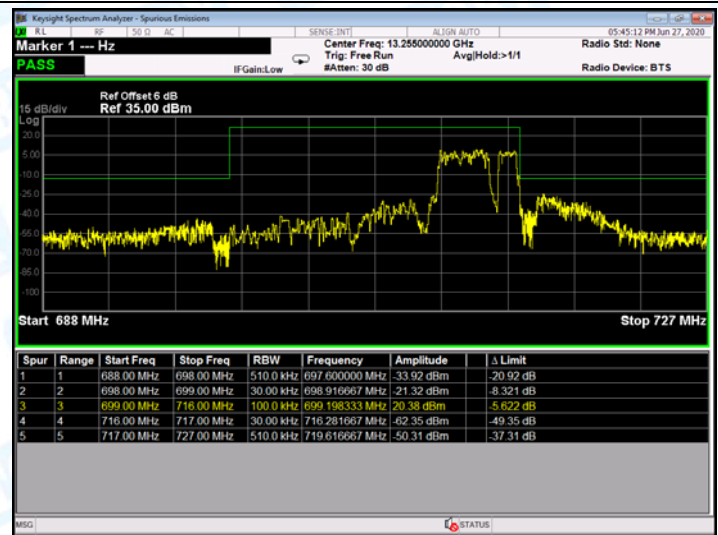 Keysight Spectrum Analyzer - Spurious Emissions
RL RF 50 Ω AC SENSE:INT ALIGN AUTO 05:45:12 PM Jun 27, 2020
Marker 1 --- Hz Center Freq: 13.255000000 GHz Radio Std: None
Trig: Free Run Avg|Hold:>1/1
PASS IFGain:Low #Atten: 30 dB Radio Device: BTS
Ref Offset 6 dB
15 dB/div Ref 35.00 dBm
Log
20.0
5.00
-10.0
-25.0
-40.0
-55.0
-70.0
-85.0
-100
Start 688 MHz Stop 727 MHz
Spur Range Start Freq Stop Freq RBW Frequency Amplitude Δ Limit
1 1 688.00 MHz 698.00 MHz 510.0 kHz 697.600000 MHz -33.92 dBm -20.92 dB
2 2 698.00 MHz 699.00 MHz 30.00 kHz 698.916667 MHz -21.32 dBm -8.321 dB
3 3 699.00 MHz 716.00 MHz 100.0 kHz 699.198333 MHz 20.38 dBm -5.622 dB
4 4 716.00 MHz 717.00 MHz 30.00 kHz 716.281667 MHz -62.35 dBm -49.35 dB
5 5 717.00 MHz 727.00 MHz 510.0 kHz 719.616667 MHz -50.31 dBm -37.31 dB
MSG STATUS